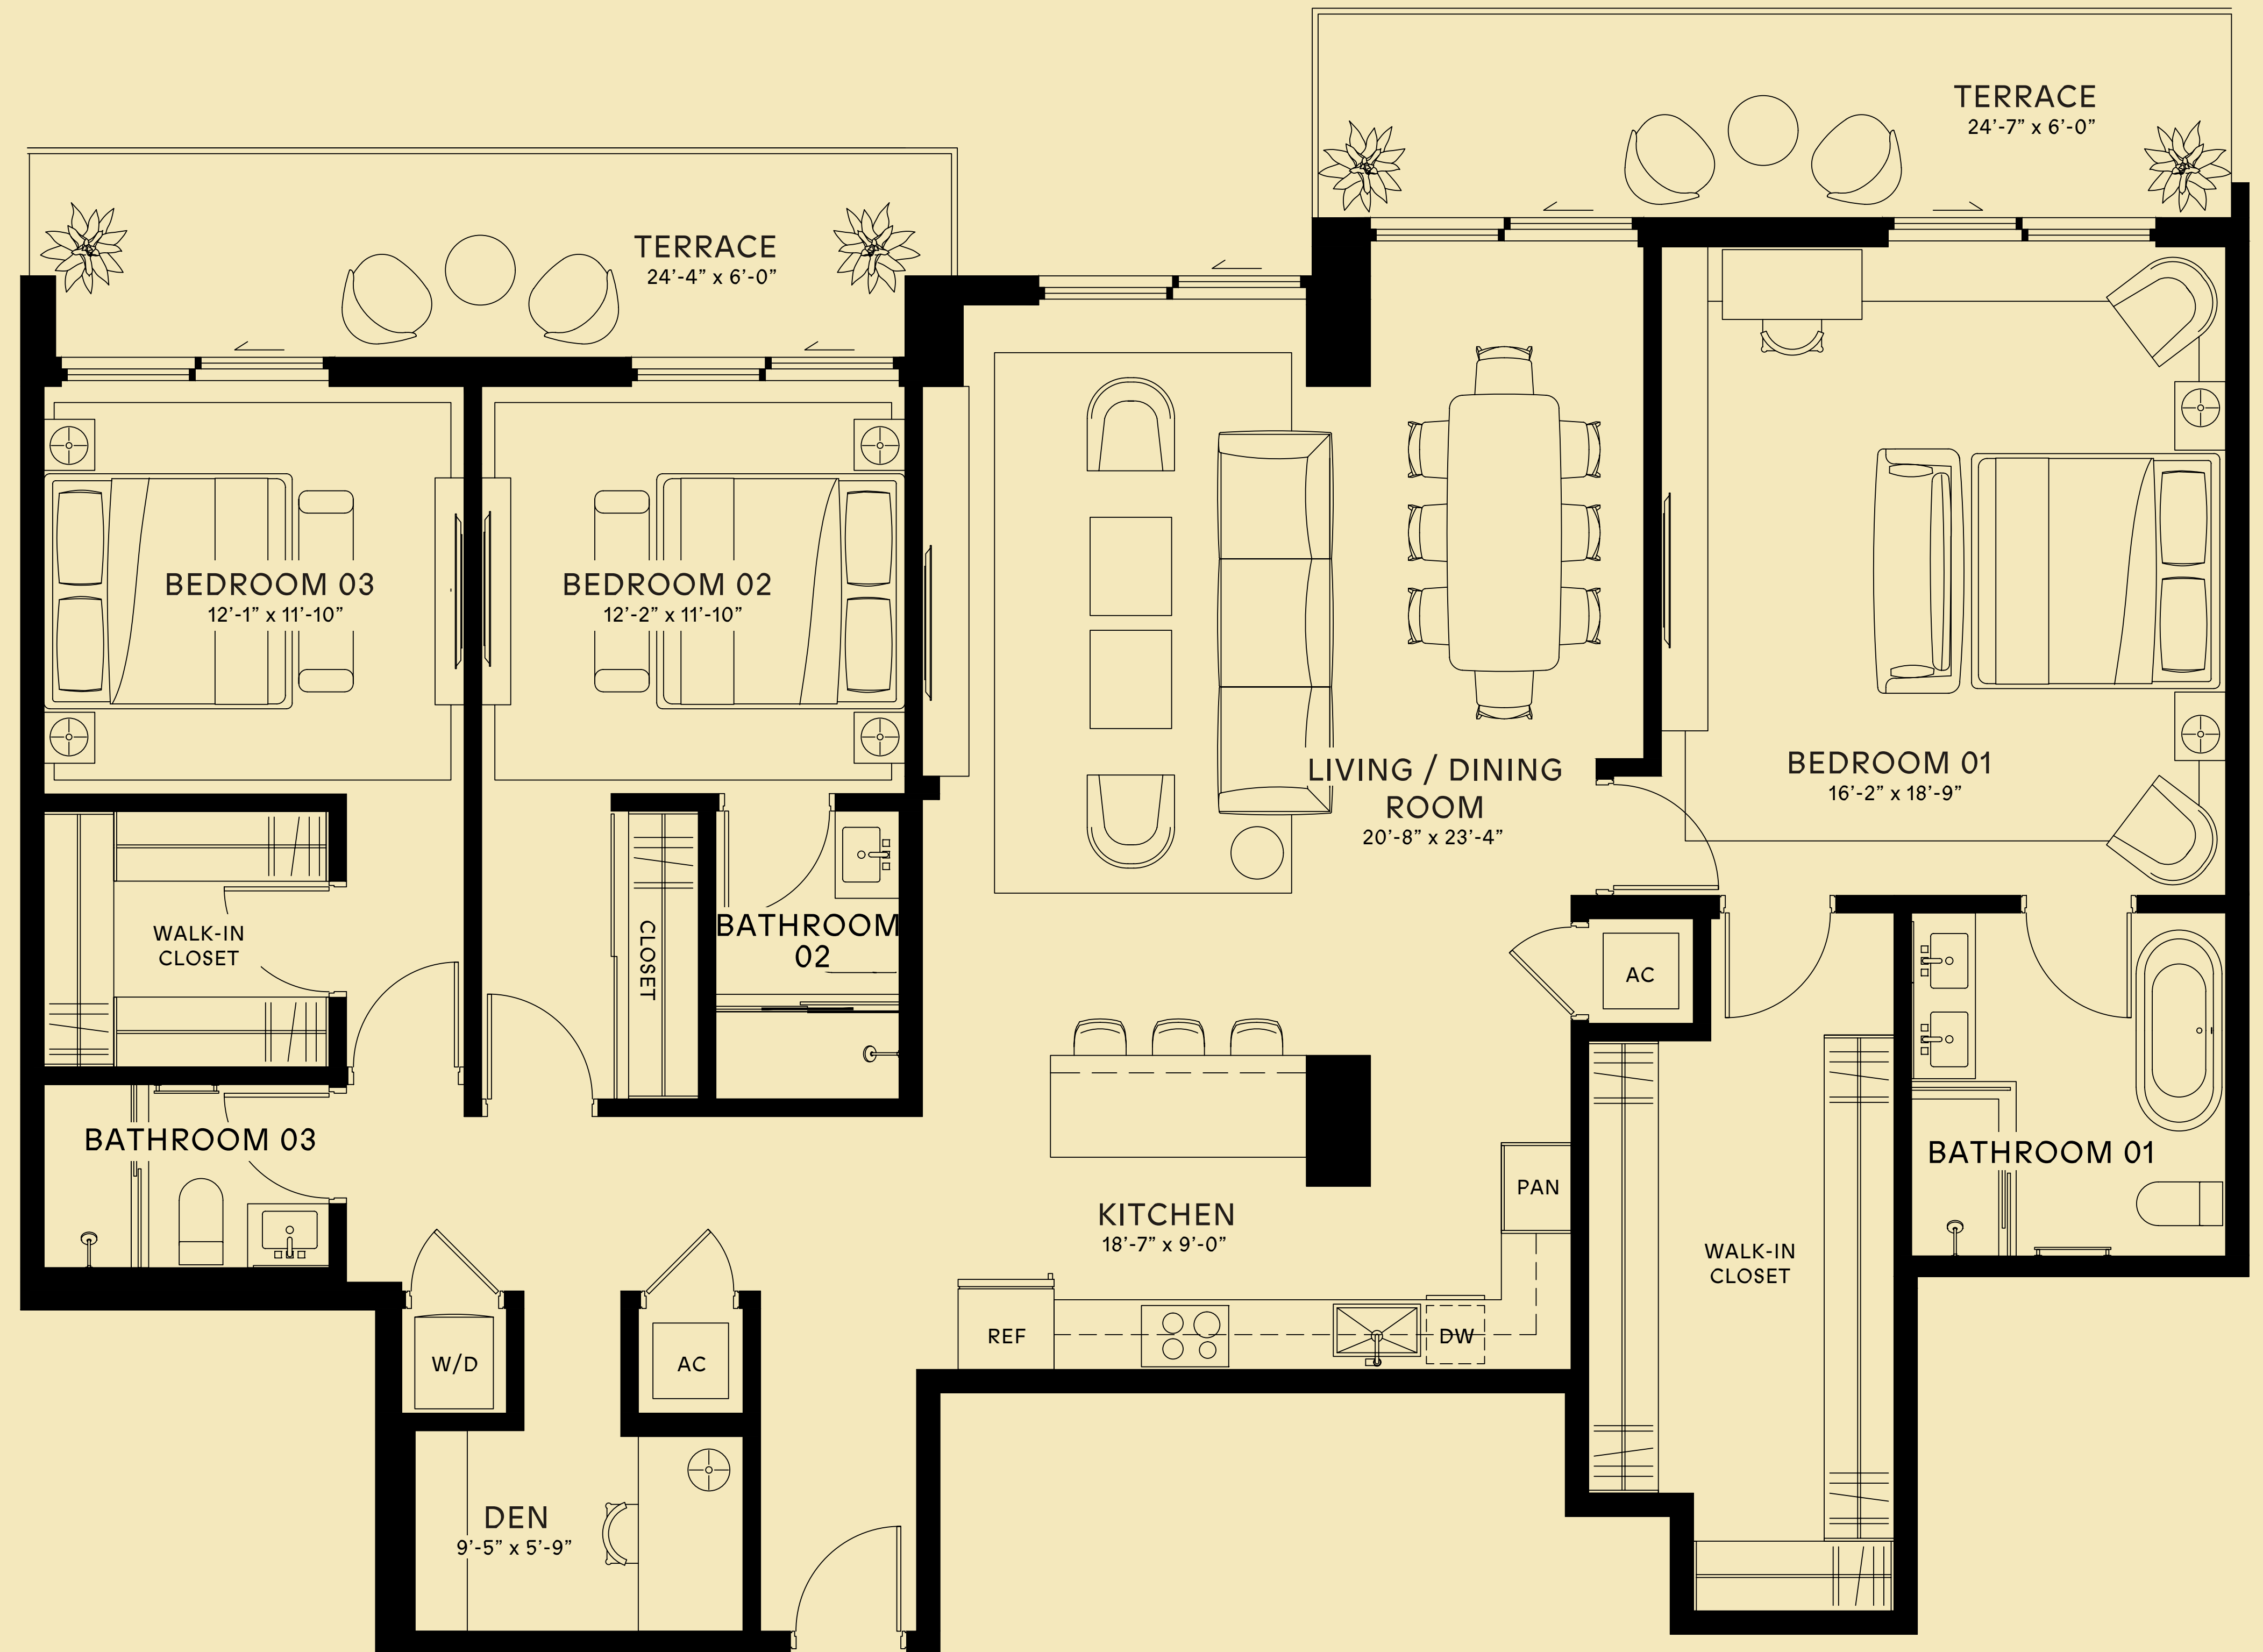 TERRACE
24'-7" x 6'-0"
TERRACE
24'-4" x 6'-0"
BEDROOM 03
12'-1" x 11'-10"
BEDROOM 02
12'-2" x 11'-10"
LIVING / DINING
ROOM
20'-8" x 23'-4"
BEDROOM 01
16'-2" x 18'-9"
WALK-IN
CLOSET
CLOSET
BATHROOM
02
AC
BATHROOM 03
BATHROOM 01
PAN
KITCHEN
18'-7" x 9'-0"
WALK-IN
CLOSET
REF
DW
W/D
AC
DEN
9'-5" x 5'-9"